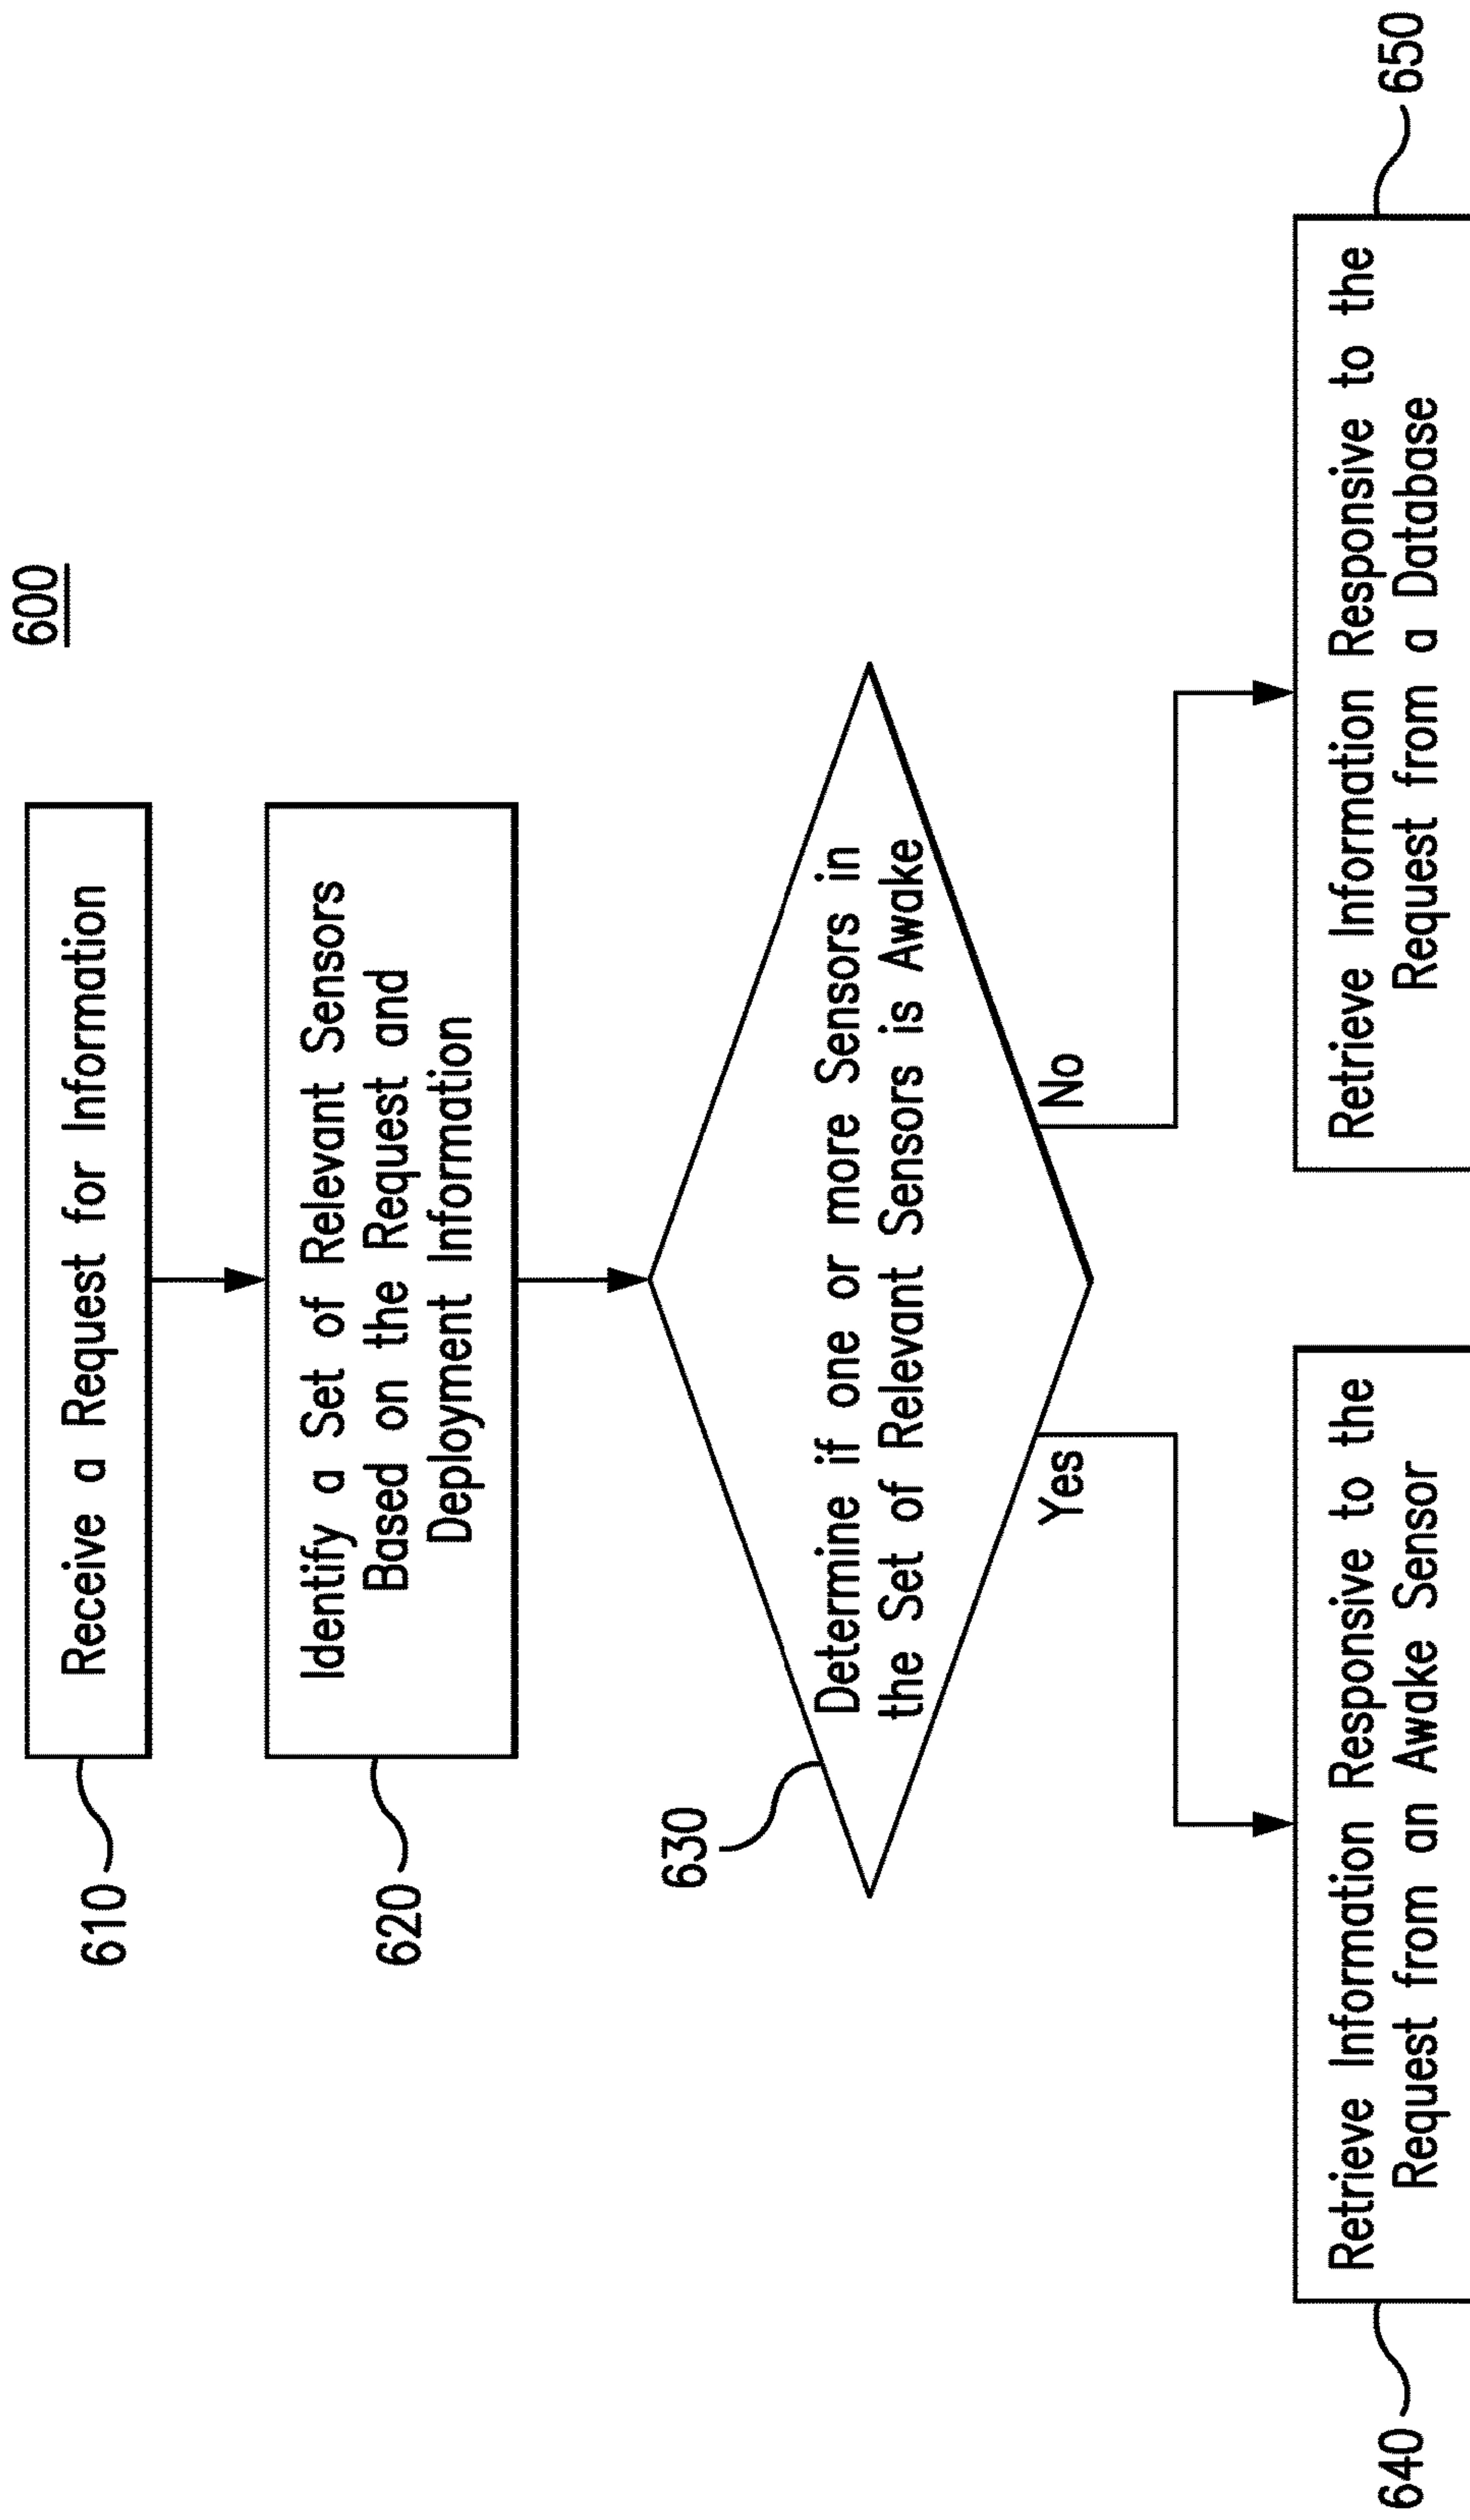 600
610
Receive a Request for Information
620
Identify a Set of Relevant Sensors
Based on the Request and
Deployment Information
630
Determine if one or more Sensors in
the Set of Relevant Sensors is Awake
Yes
No
640
Retrieve Information Responsive to the
Request from an Awake Sensor
Retrieve Information Responsive to the
Request from a Database
650